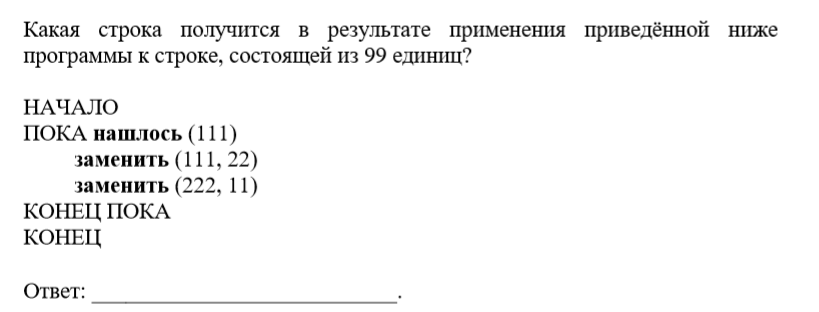 Какая строка получится в результате применения приведённой ниже
программы к строке, состоящей из 99 единиц?
НАЧАЛО
ПОКА нашлось (111)
заменить (111, 22)
заменить (222, 11)
КОНЕЦ ПОКА
КОНЕЦ
Ответ: ______________________________.